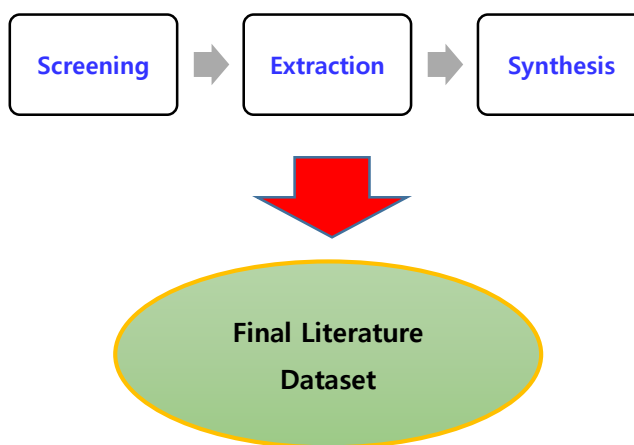 Screening
Extraction
Synthesis
Final Literature
Dataset